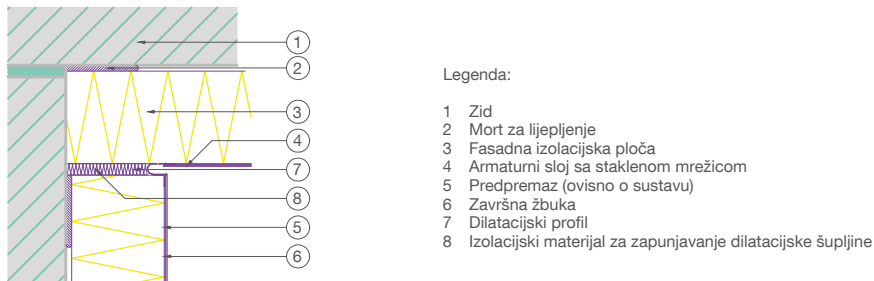 1
2
3
4
7
8
5
6
Legenda:
1 Zid
2 Mort za lijepljenje
3 Fasadna izolacijska ploča
4 Armaturni sloj sa staklenom mrežicom
5 Predpremaz (ovisno o sustavu)
6 Završna žbuka
7 Dilatacijski profil
8 Izolacijski materijal za zapunjavanje dilatacijske šupljine